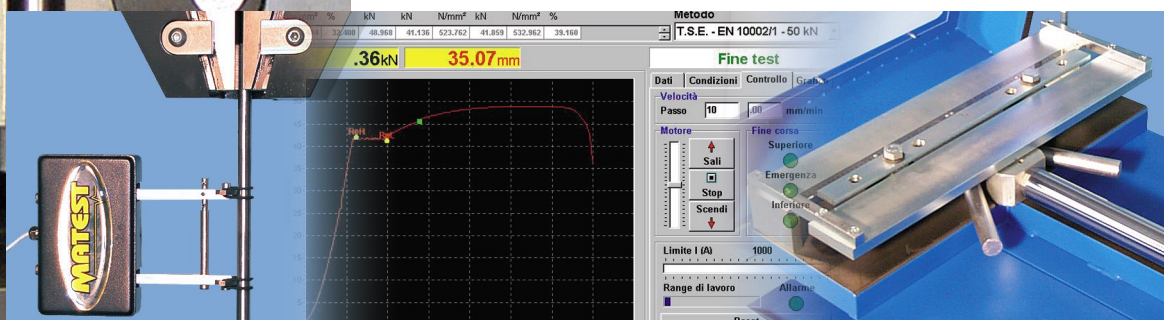 % kN kN N/mm² kN N/mm² %
48.968 41.136 523.762 41.859 532.962 39.160
.36kN 35.07mm
ReH
ReL
Metodo
T.S.E. - EN 10002/1 - 50 kN
Fine test
Dati Condizioni Controllo
Velocità
Passo 10 .00 mm/min
Motore Fine corsa
Superiore
Sali
Emergenza
Stop
Inferiore
Scendi
Limite I (A) 1000
Range di lavoro Allarme
MATEST